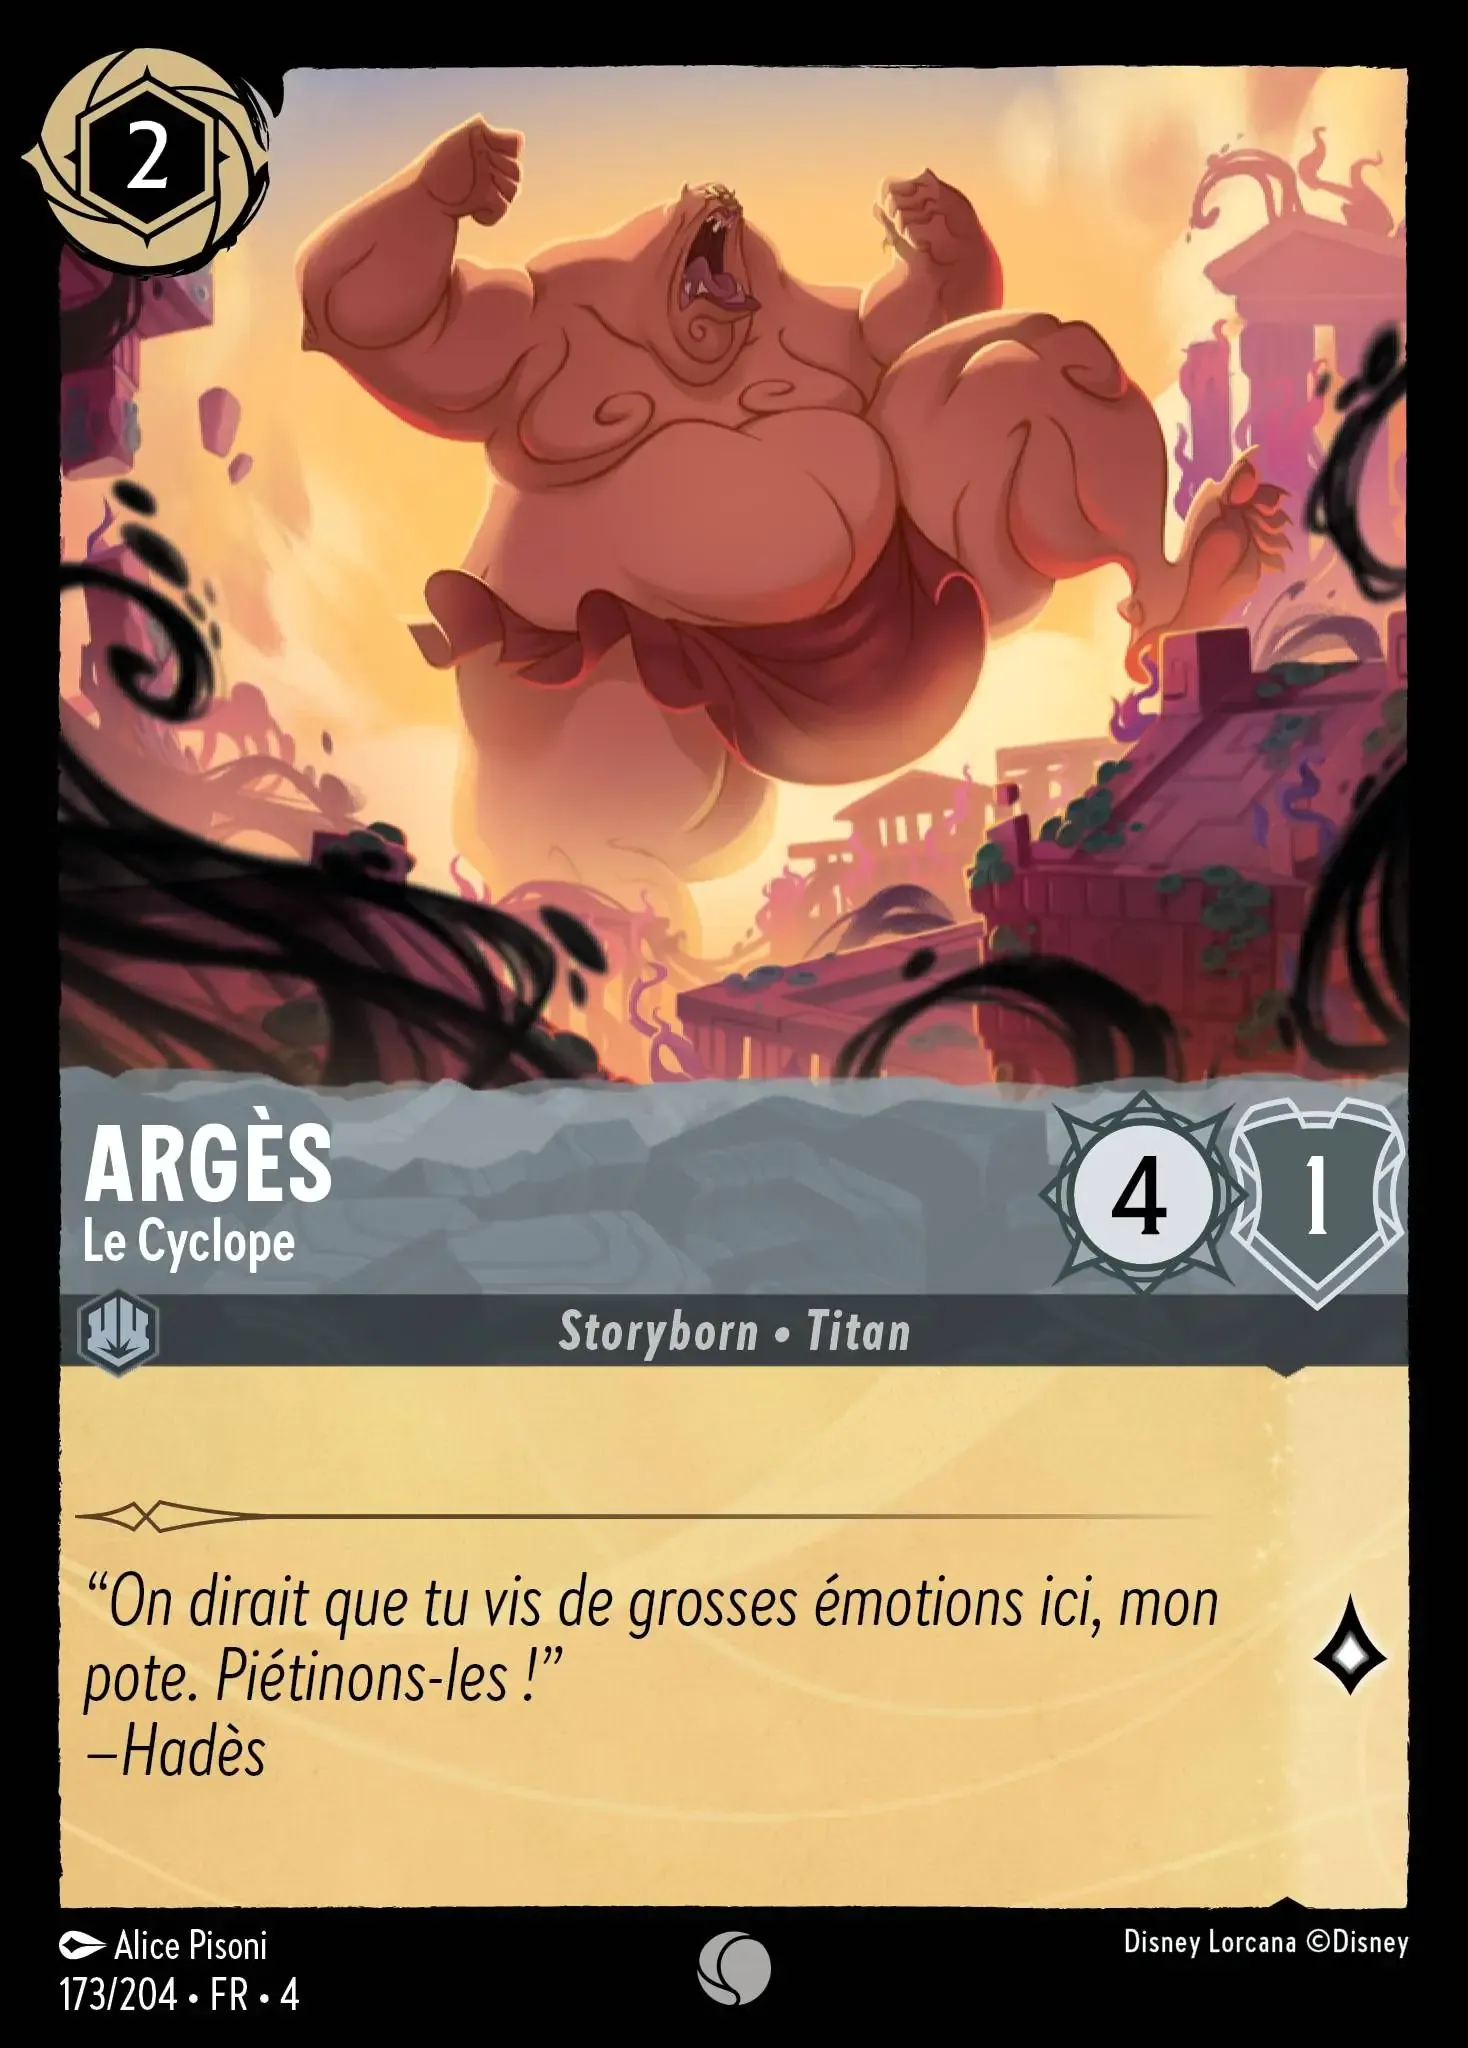 2
ARGÈS
Le Cyclope
4
1
Storyborn • Titan
“On dirait que tu vis de grosses émotions ici, mon
pote. Piétinons-les !”
–Hadès
Alice Pisoni
Disney Lorcana ©Disney
173/204 • FR • 4